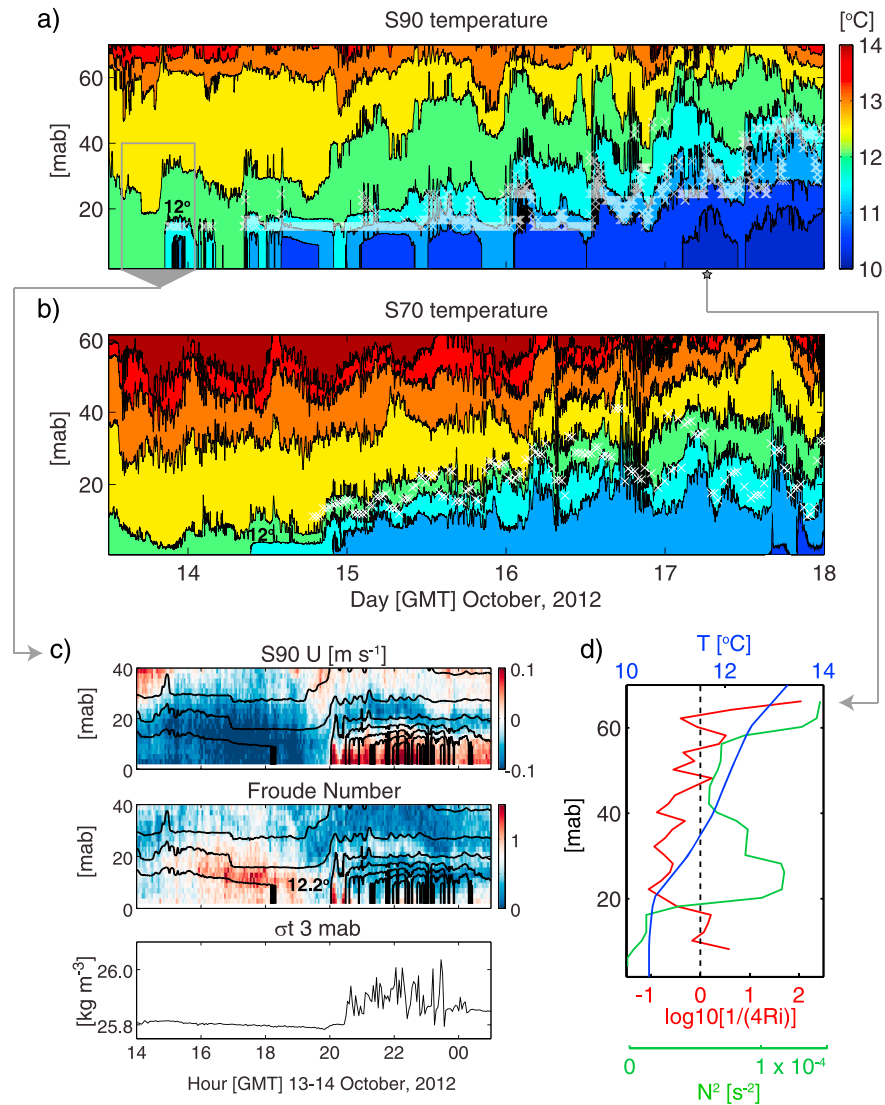 a)
S90 temperature
[°C]
[mab]
60
40
20
12°
14
13
12
11
10
b)
S70 temperature
[mab]
60
40
20
12°
14
15
16
17
18
Day [GMT] October, 2012
c)
S90 U [m s⁻¹]
[mab]
40
20
0
0.1
0
-0.1
Froude Number
[mab]
40
20
0
12.2°
1
0
σt 3 mab
[kg m⁻³]
26.0
25.8
14
16
18
20
22
00
Hour [GMT] 13-14 October, 2012
d)
T [°C]
10
12
14
[mab]
60
40
20
-1
0
1
2
log10[1/(4Ri)]
0
1 x 10⁻⁴
N² [s⁻²]